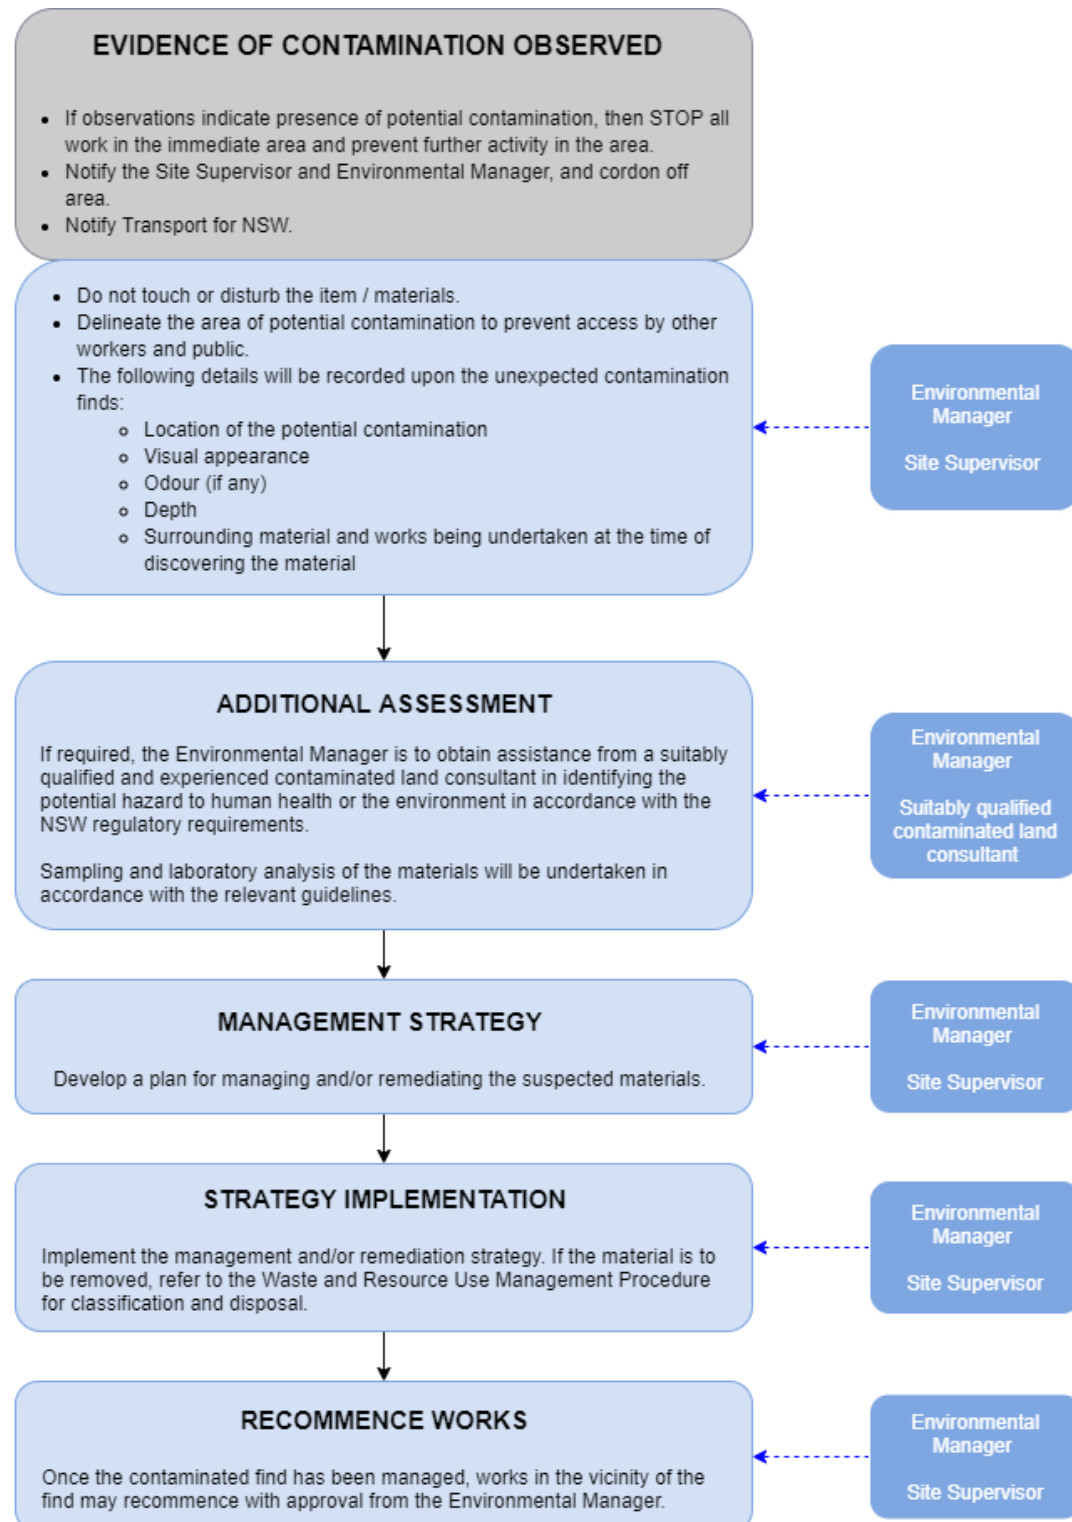 EVIDENCE OF CONTAMINATION OBSERVED
• If observations indicate presence of potential contamination, then STOP all
work in the immediate area and prevent further activity in the area.
• Notify the Site Supervisor and Environmental Manager, and cordon off
area.
• Notify Transport for NSW.
• Do not touch or disturb the item / materials.
• Delineate the area of potential contamination to prevent access by other
workers and public.
• The following details will be recorded upon the unexpected contamination
finds:
◦ Location of the potential contamination
◦ Visual appearance
◦ Odour (if any)
◦ Depth
◦ Surrounding material and works being undertaken at the time of
discovering the material
Environmental
Manager
Site Supervisor
ADDITIONAL ASSESSMENT
If required, the Environmental Manager is to obtain assistance from a suitably
qualified and experienced contaminated land consultant in identifying the
potential hazard to human health or the environment in accordance with the
NSW regulatory requirements.
Sampling and laboratory analysis of the materials will be undertaken in
accordance with the relevant guidelines.
Environmental
Manager
Suitably qualified
contaminated land
consultant
MANAGEMENT STRATEGY
Develop a plan for managing and/or remediating the suspected materials.
Environmental
Manager
Site Supervisor
STRATEGY IMPLEMENTATION
Implement the management and/or remediation strategy. If the material is to
be removed, refer to the Waste and Resource Use Management Procedure
for classification and disposal.
Environmental
Manager
Site Supervisor
RECOMMENCE WORKS
Once the contaminated find has been managed, works in the vicinity of the
find may recommence with approval from the Environmental Manager.
Environmental
Manager
Site Supervisor